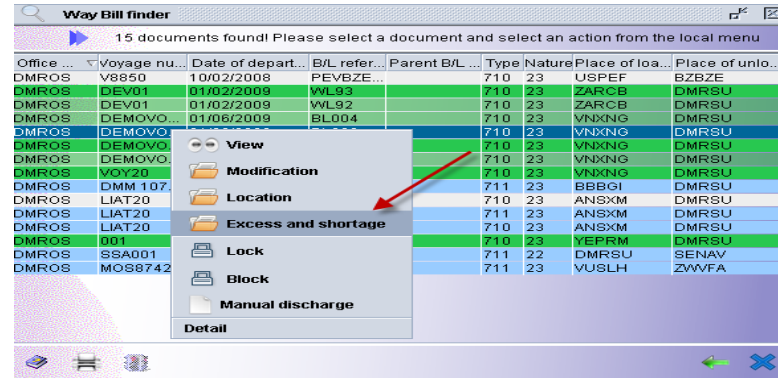 Way Bill finder
15 documents found! Please select a document and select an action from the local menu
Office ... Voyage nu... Date of depart... B/L refer... Parent B/L ... Type Nature Place of loa... Place of unlo...
DMROS V8850 10/02/2008 PEVBZE... 710 23 USPEF BZBZE
DMROS DEV01 01/02/2009 WL93 710 23 ZARCB DMRSU
DMROS DEV01 01/02/2009 WL92 710 23 ZARCB DMRSU
DMROS DEMOVO... 01/06/2009 BL004 710 23 VNXNG DMRSU
DMROS DEMOVO... 710 23 VNXNG DMRSU
DMROS DEMOVO. 710 23 VNXNG DMRSU
DMROS DEMOVO. 710 23 VNXNG DMRSU
DMROS VOY20 710 23 VNXNG DMRSU
DMROS DMM 107. 711 23 BBBGI DMRSU
DMROS LIAT20 710 23 ANSXM DMRSU
DMROS LIAT20 711 23 ANSXM DMRSU
DMROS LIAT20 710 23 ANSXM DMRSU
DMROS 001 710 23 YEPRM DMRSU
DMROS SSA001 711 22 DMRSU SENAV
DMROS MOS8742 711 23 VUSLH ZWVFA
View
Modification
Location
Excess and shortage
Lock
Block
Manual discharge
Detail